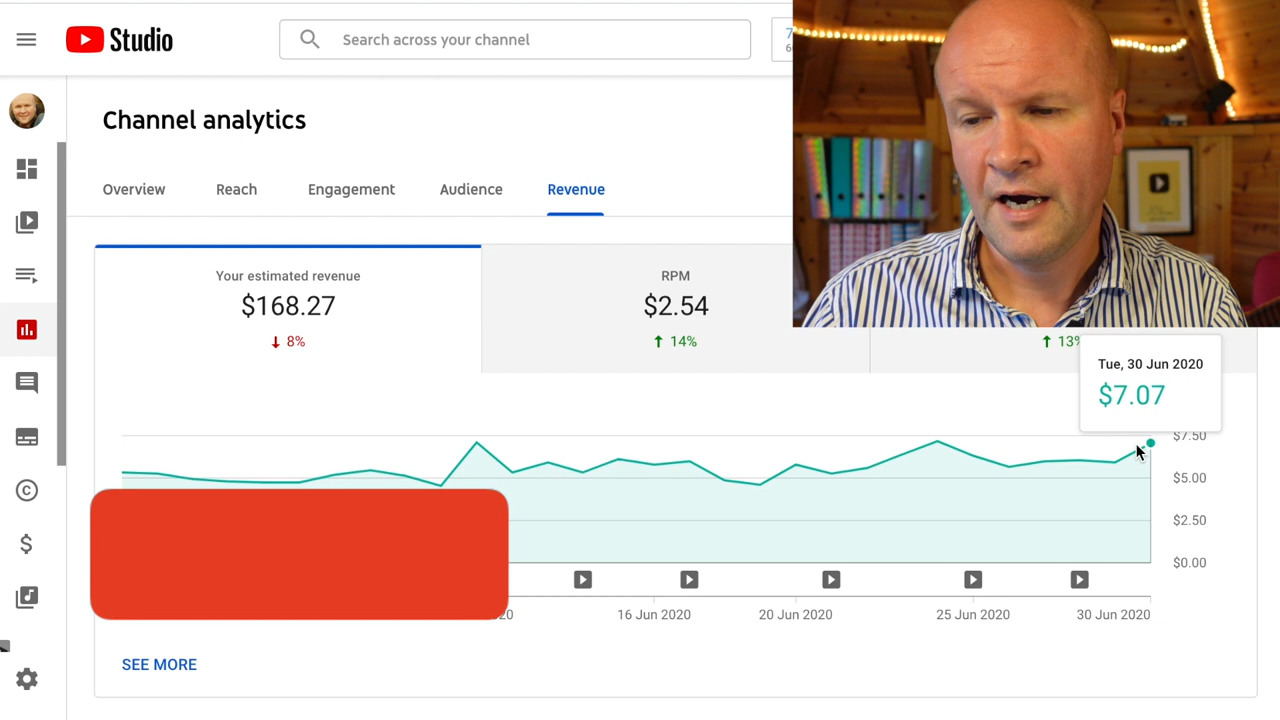 Studio
Search across your channel
Channel analytics
Overview
Reach
Engagement
Audience
Revenue
Your estimated revenue
$168.27
8%
RPM
$2.54
14%
13%
Tue, 30 Jun 2020
$7.07
$7.50
$5.00
$2.50
$0.00
16 Jun 2020
20 Jun 2020
25 Jun 2020
30 Jun 2020
SEE MORE